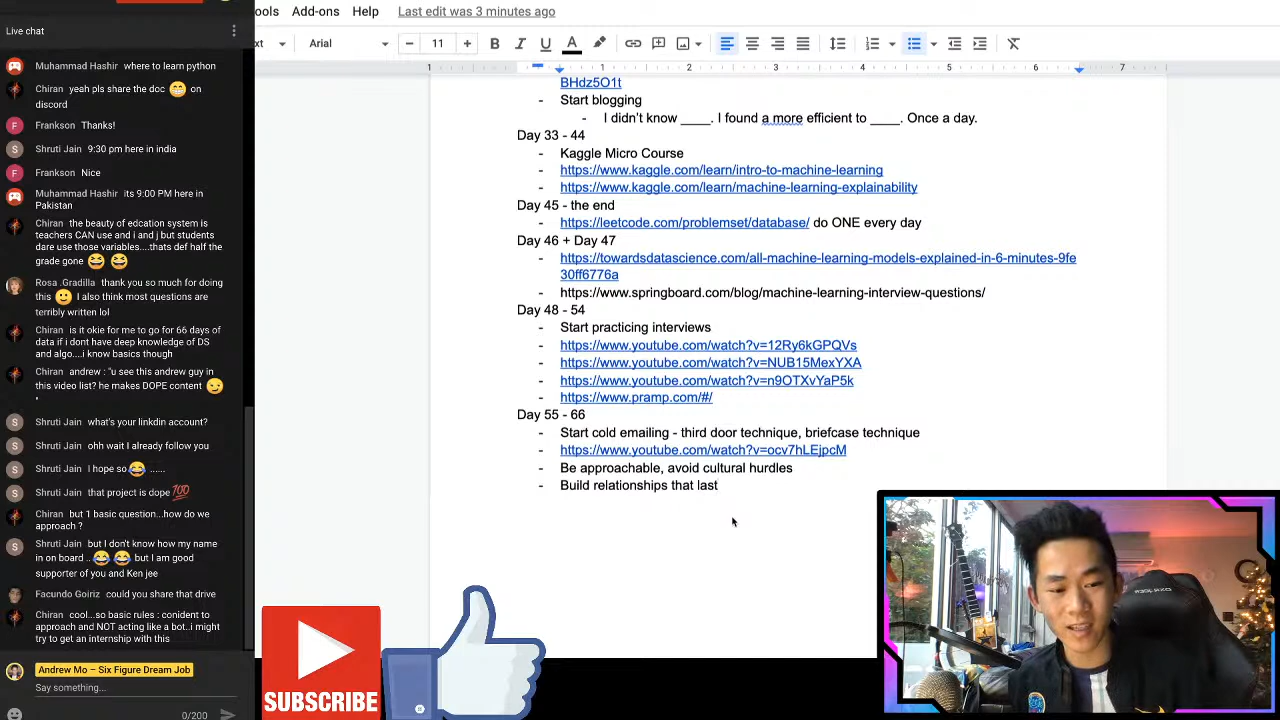 ools Add-ons Help Last edit was 3 minutes ago
xt Arial 11
1 1 2 3 4 5 6 7
Live chat
Muhammad Hashir where to learn python
Chiran yeah pls share the doc 😁 on
discord
Frankson Thanks!
Shruti Jain 9:30 pm here in india
Frankson Nice
Muhammad Hashir its 9:00 PM here in
Pakistan
Chiran the beauty of edcation system is
teachers CAN use and i and j but students
dare use those variables....thats def half the
grade gone 😆 😆
Rosa .Gradilla thank you so much for doing
this 🙂 I also think most questions are
terribly written lol
Chiran is it okie for me to go for 66 days of
data if i dont have deep knowledge of DS
and algo....i know basics though
Chiran andrew : "u see this andrew guy in
this video list? he makes DOPE content 😏
"
Shruti Jain what's your linkdin account?
Shruti Jain ohh wait I already follow you
Shruti Jain I hope so 😂 ......
Shruti Jain that project is dope 💯
Chiran but 1 basic question...how do we
approach ?
Shruti Jain but I don't know how my name
in on board ..😂 😂 but I am good
supporter of you and Ken jee
Facundo Goiriz could you share that drive
Chiran cool...so basic rules : conident to
approach and NOT acting like a bot..i might
try to get an internship with this
Andrew Mo – Six Figure Dream Job
Say something...
0/200
BHdz5O1t
- Start blogging
- I didn't know ____. I found a more efficient to ____. Once a day.
Day 33 - 44
- Kaggle Micro Course
- https://www.kaggle.com/learn/intro-to-machine-learning
- https://www.kaggle.com/learn/machine-learning-explainability
Day 45 - the end
- https://leetcode.com/problemset/database/ do ONE every day
Day 46 + Day 47
- https://towardsdatascience.com/all-machine-learning-models-explained-in-6-minutes-9fe
30ff6776a
- https://www.springboard.com/blog/machine-learning-interview-questions/
Day 48 - 54
- Start practicing interviews
- https://www.youtube.com/watch?v=12Ry6kGPQVs
- https://www.youtube.com/watch?v=NUB15MexYXA
- https://www.youtube.com/watch?v=n9OTXvYaP5k
- https://www.pramp.com/#/
Day 55 - 66
- Start cold emailing - third door technique, briefcase technique
- https://www.youtube.com/watch?v=ocv7hLEjpcM
- Be approachable, avoid cultural hurdles
- Build relationships that last
SUBSCRIBE